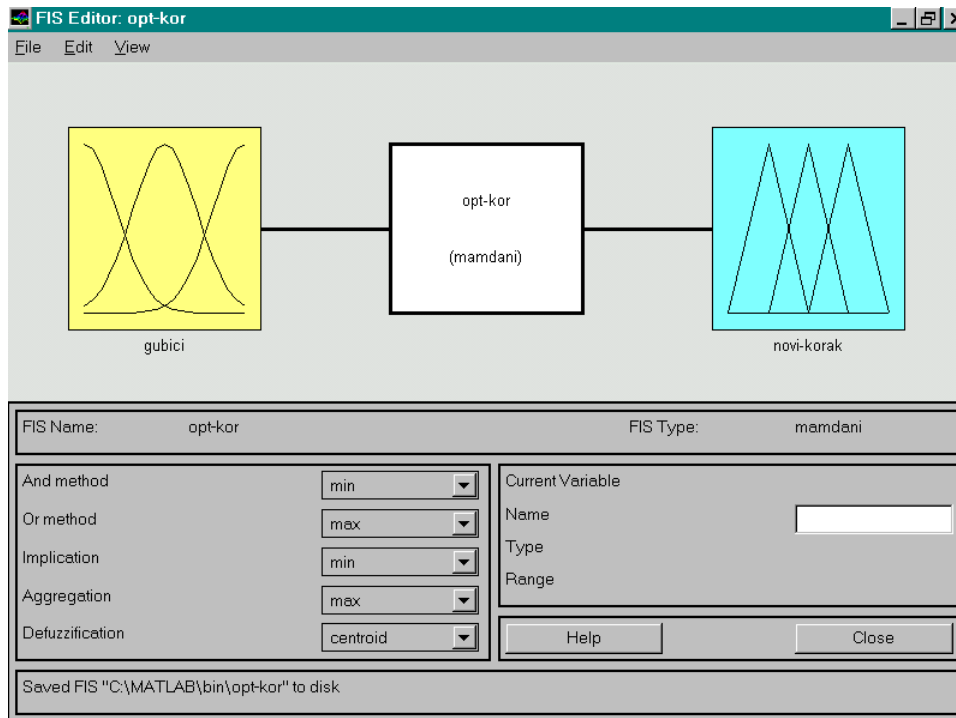 FIS Editor: opt-kor
File Edit View
opt-kor
(mamdani)
gubici
novi-korak
FIS Name: opt-kor FIS Type: mamdani
And method min
Or method max
Implication min
Aggregation max
Defuzzification centroid
Current Variable
Name
Type
Range
Help Close
Saved FIS "C:\MATLAB\bin\opt-kor" to disk